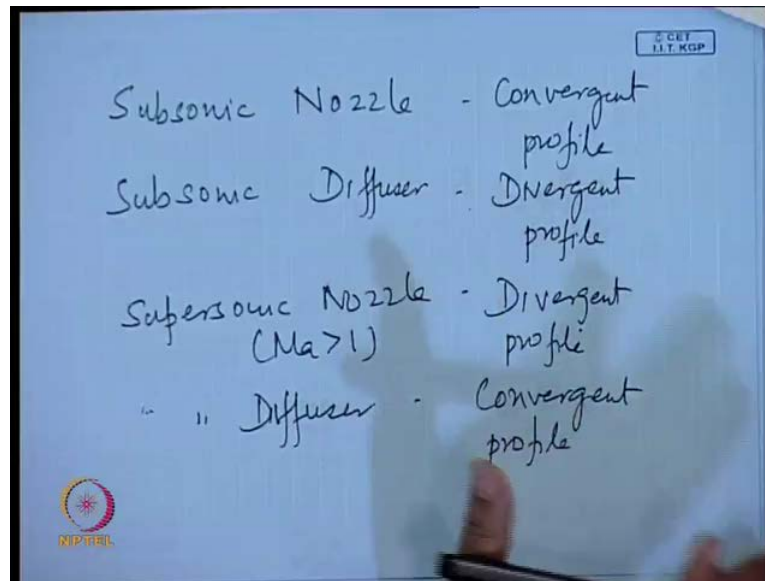 © CET
I.I.T. KGP
Subsonic Nozzle - Convergent
profile
Subsonic Diffuser - Divergent
profile
Supersonic Nozzle - Divergent
(Ma>1) profile
" " Diffuser - Convergent
profile
NPTEL